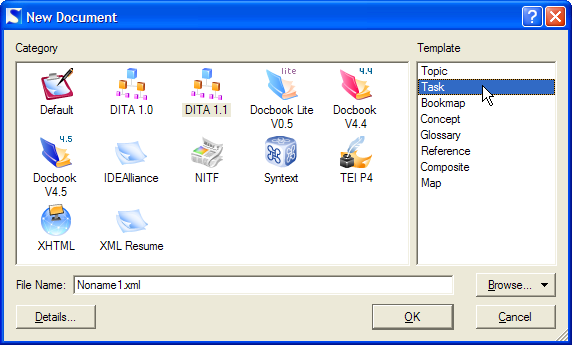 New Document
Category
Template
lite
4.4
Default
DITA 1.0
DITA 1.1
Docbook Lite
V0.5
Docbook
V4.4
4.5
Docbook
V4.5
IDEAlliance
NITF
Syntext
TEI P4
XHTML
XML Resume
Topic
Task
Bookmap
Concept
Glossary
Reference
Composite
Map
File Name:
Noname1.xml
Browse...
Details...
OK
Cancel